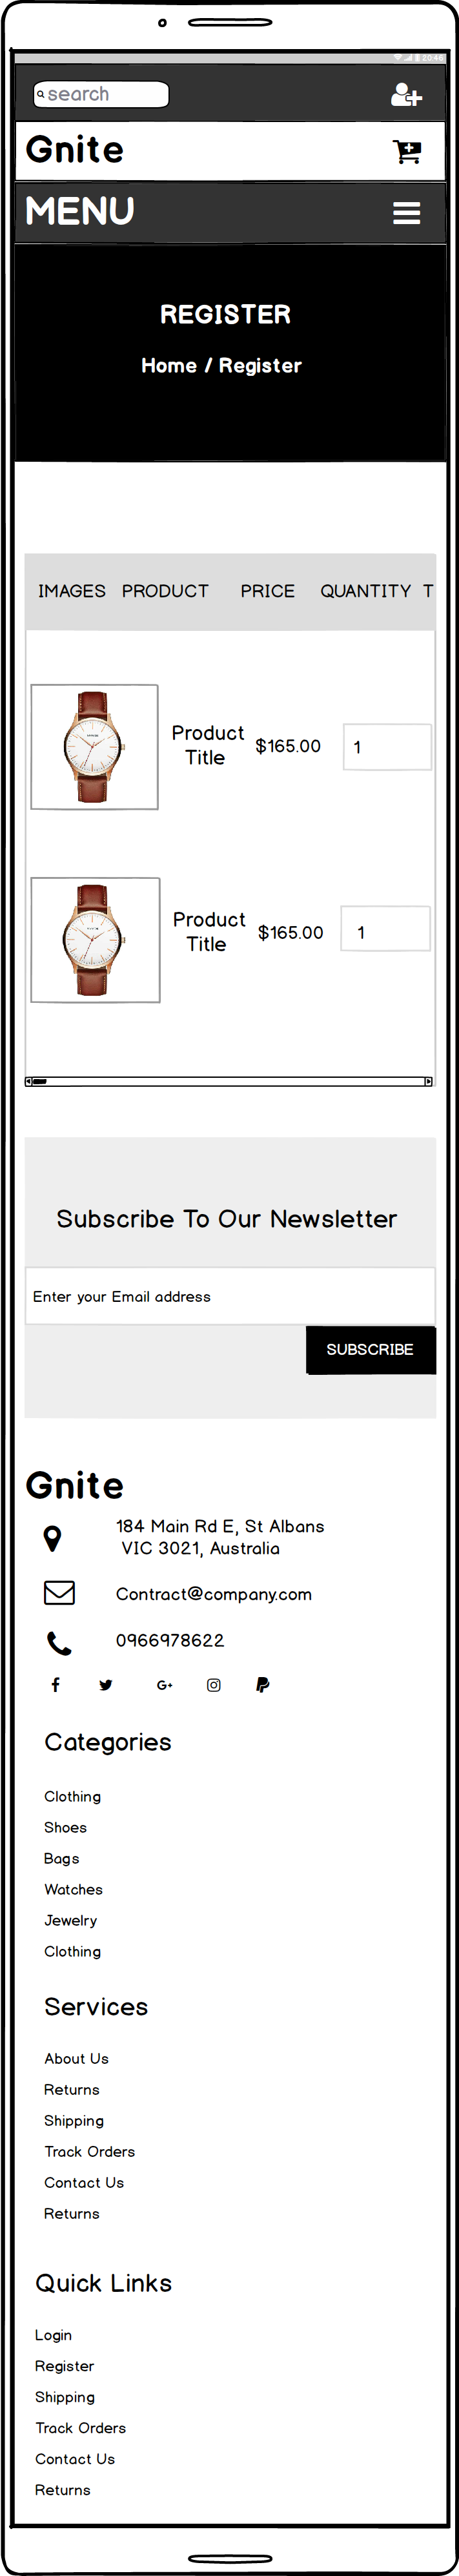 20:46
search
Gnite
MENU
REGISTER
Home / Register
IMAGES PRODUCT PRICE QUANTITY T
Product
Title
$165.00
1
Product
Title
$165.00
1
Subscribe To Our Newsletter
Enter your Email address
SUBSCRIBE
Gnite
184 Main Rd E, St Albans
VIC 3021, Australia
Contract@company.com
0966978622
Categories
Clothing
Shoes
Bags
Watches
Jewelry
Clothing
Services
About Us
Returns
Shipping
Track Orders
Contact Us
Returns
Quick Links
Login
Register
Shipping
Track Orders
Contact Us
Returns